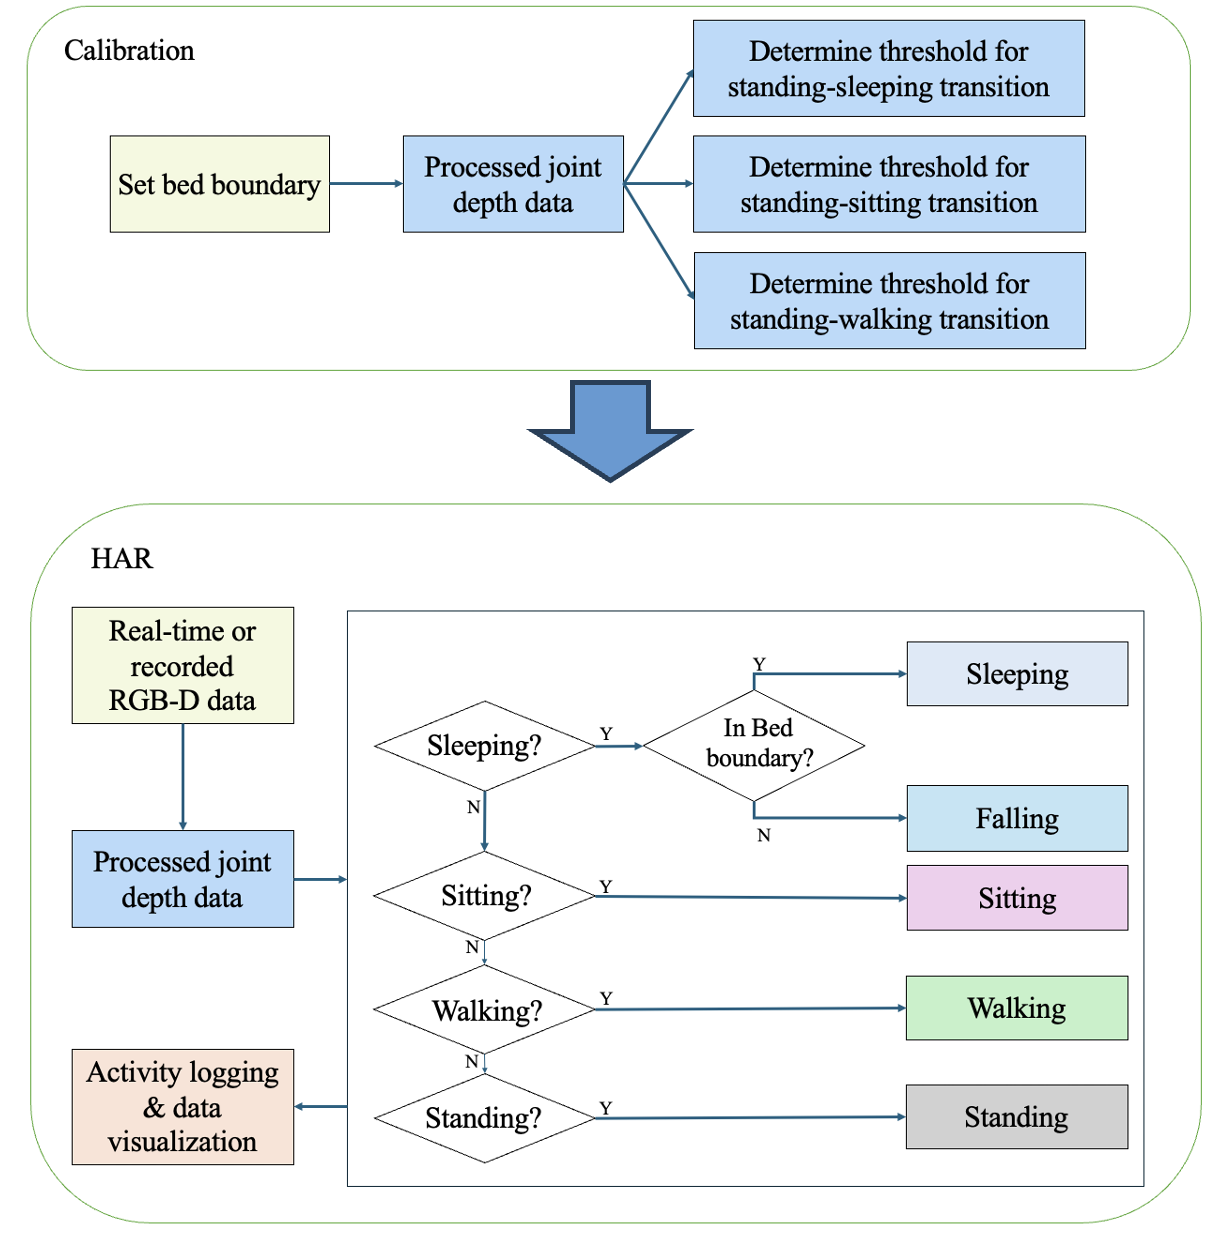 Calibration
Set bed boundary
Processed joint
depth data
Determine threshold for
standing-sleeping transition
Determine threshold for
standing-sitting transition
Determine threshold for
standing-walking transition
HAR
Real-time or
recorded
RGB-D data
Processed joint
depth data
Activity logging
& data
visualization
Sleeping?
Y
N
In Bed
boundary?
Y
N
Sleeping
Falling
Sitting?
Y
N
Sitting
Walking?
Y
N
Walking
Standing?
Y
Standing